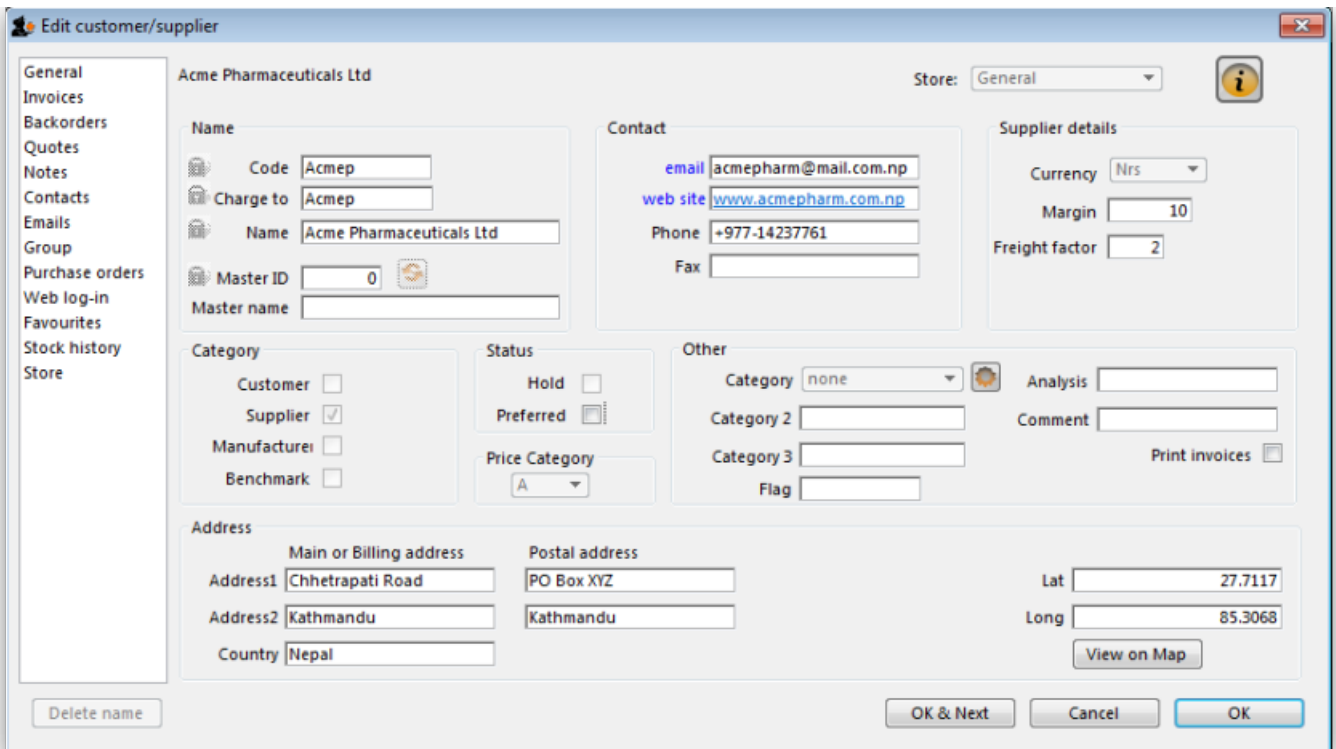 Edit customer/supplier
General
Invoices
Backorders
Quotes
Notes
Contacts
Emails
Group
Purchase orders
Web log-in
Favourites
Stock history
Store
Acme Pharmaceuticals Ltd
Store: General
Name
Code Acmep
Charge to Acmep
Name Acme Pharmaceuticals Ltd
Master ID 0
Master name
Contact
email acmepharm@mail.com.np
web site www.acmepharm.com.np
Phone +977-14237761
Fax
Supplier details
Currency Nrs
Margin 10
Freight factor 2
Category
Customer
Supplier
Manufacturer
Benchmark
Status
Hold
Preferred
Price Category
A
Other
Category none
Category 2
Category 3
Flag
Analysis
Comment
Print invoices
Address
Main or Billing address Postal address
Address1 Chhetrapati Road PO Box XYZ
Address2 Kathmandu Kathmandu
Country Nepal
Lat 27.7117
Long 85.3068
View on Map
Delete name OK & Next Cancel OK